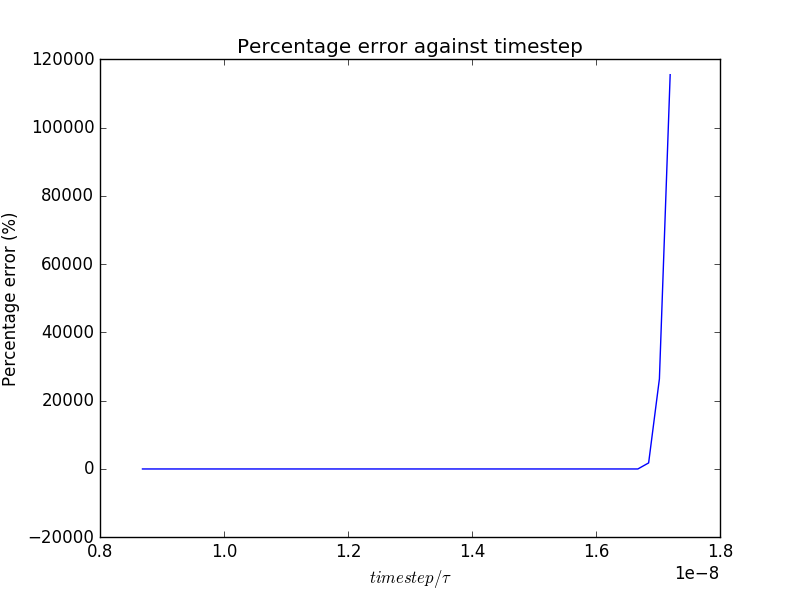 Percentage error against timestep
120000
100000
80000
60000
40000
20000
0
−20000
Percentage error (%)
0.8 1.0 1.2 1.4 1.6 1.8
1e−8
timestep/τ